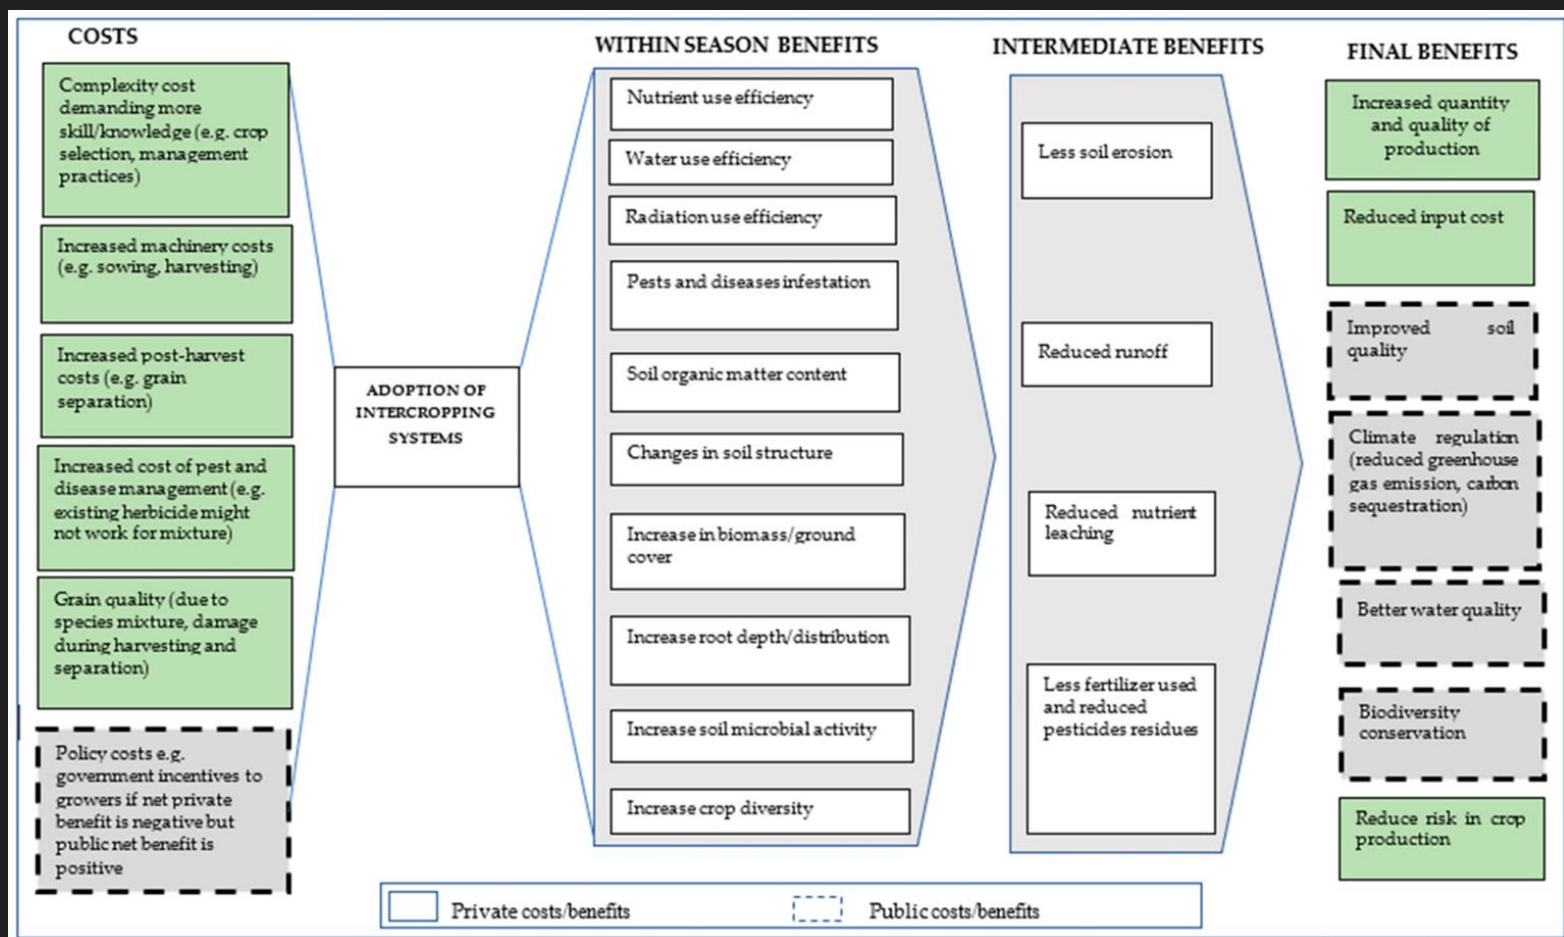 COSTS
Complexity cost
demanding more
skill/knowledge (e.g. crop
selection, management
practices)
Increased machinery costs
(e.g. sowing, harvesting)
Increased post-harvest
costs (e.g. grain
separation)
Increased cost of pest and
disease management (e.g.
existing herbicide might
not work for mixture)
Grain quality (due to
species mixture, damage
during harvesting and
separation)
Policy costs e.g.
government incentives to
growers if net private
benefit is negative but
public net benefit is
positive
ADOPTION OF
INTERCROPPING
SYSTEMS
WITHIN SEASON BENEFITS
Nutrient use efficiency
Water use efficiency
Radiation use efficiency
Pests and diseases infestation
Soil organic matter content
Changes in soil structure
Increase in biomass/ground
cover
Increase root depth/distribution
Increase soil microbial activity
Increase crop diversity
INTERMEDIATE BENEFITS
Less soil erosion
Reduced runoff
Reduced nutrient
leaching
Less fertilizer used
and reduced
pesticides residues
FINAL BENEFITS
Increased quantity
and quality of
production
Reduced input cost
Improved soil
quality
Climate regulation
(reduced greenhouse
gas emission, carbon
sequestration)
Better water quality
Biodiversity
conservation
Reduce risk in crop
production
Private costs/benefits
Public costs/benefits